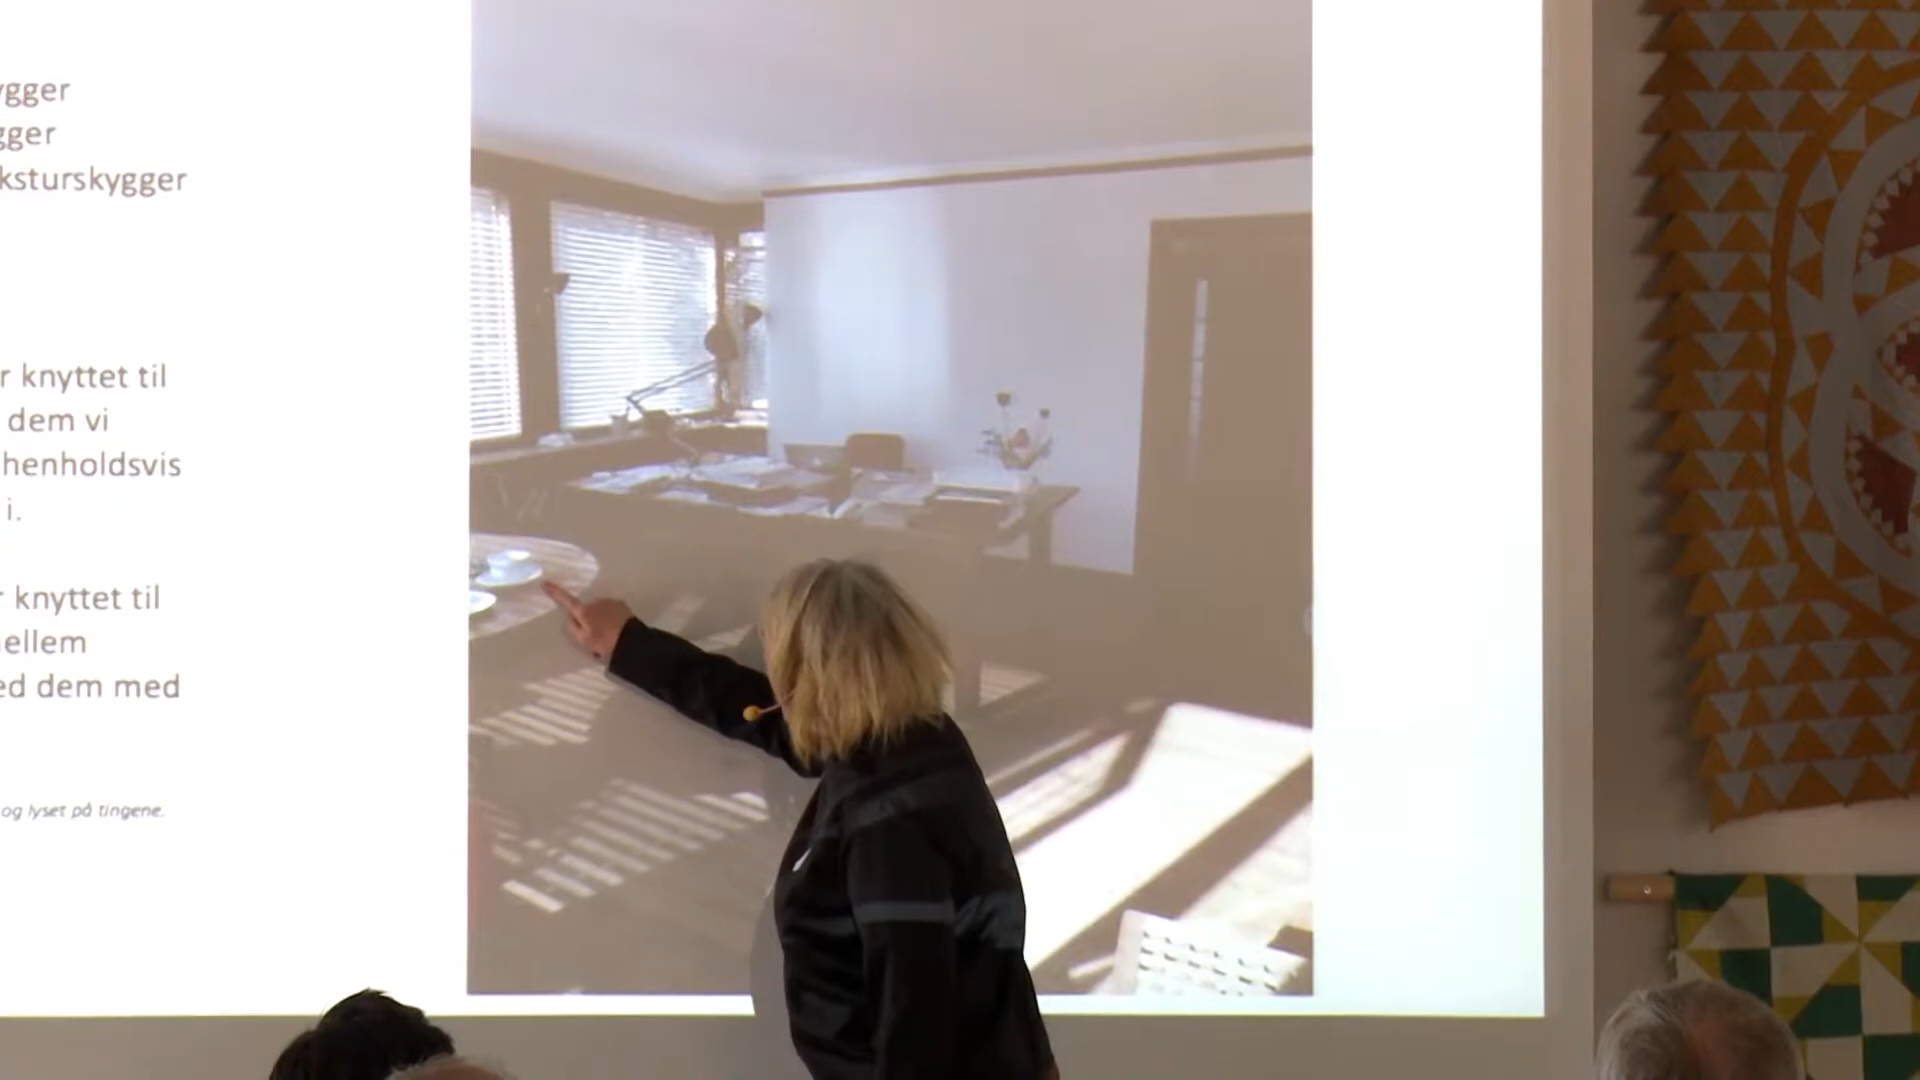 ygger
gger
ksturskygger
r knyttet til
dem vi
henholdsvis
i.
r knyttet til
ellem
ed dem med
og lyset på tingene.